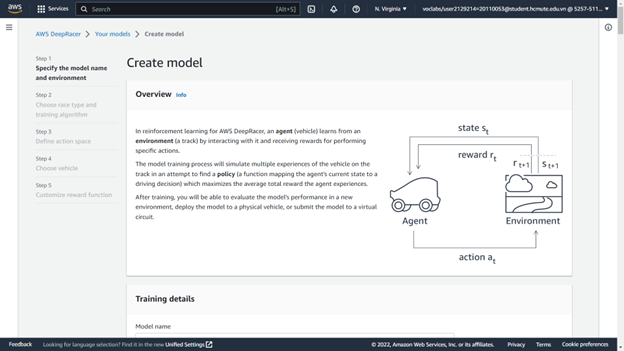 aws
Services
Search
[Alt+S]
N. Virginia ▼
voclabs/user2129214=20110053@student.hcmute.edu.vn @ 5257-511... ▼
AWS DeepRacer > Your models > Create model
Step 1
Specify the model name
and environment
Step 2
Choose race type and
training algorithm
Step 3
Define action space
Step 4
Choose vehicle
Step 5
Customize reward function
Create model
Overview Info
In reinforcement learning for AWS DeepRacer, an agent (vehicle) learns from an
environment (a track) by interacting with it and receiving rewards for performing
specific actions.
The model training process will simulate multiple experiences of the vehicle on the
track in an attempt to find a policy (a function mapping the agent's current state to a
driving decision) which maximizes the average total reward the agent experiences.
After training, you will be able to evaluate the model's performance in a new
environment, deploy the model to a physical vehicle, or submit the model to a virtual
circuit.
state st
reward rt
r t+1 s t+1
Agent
Environment
action at
Training details
Model name
Feedback
Looking for language selection? Find it in the new Unified Settings
© 2022, Amazon Web Services, Inc. or its affiliates.
Privacy
Terms
Cookie preferences